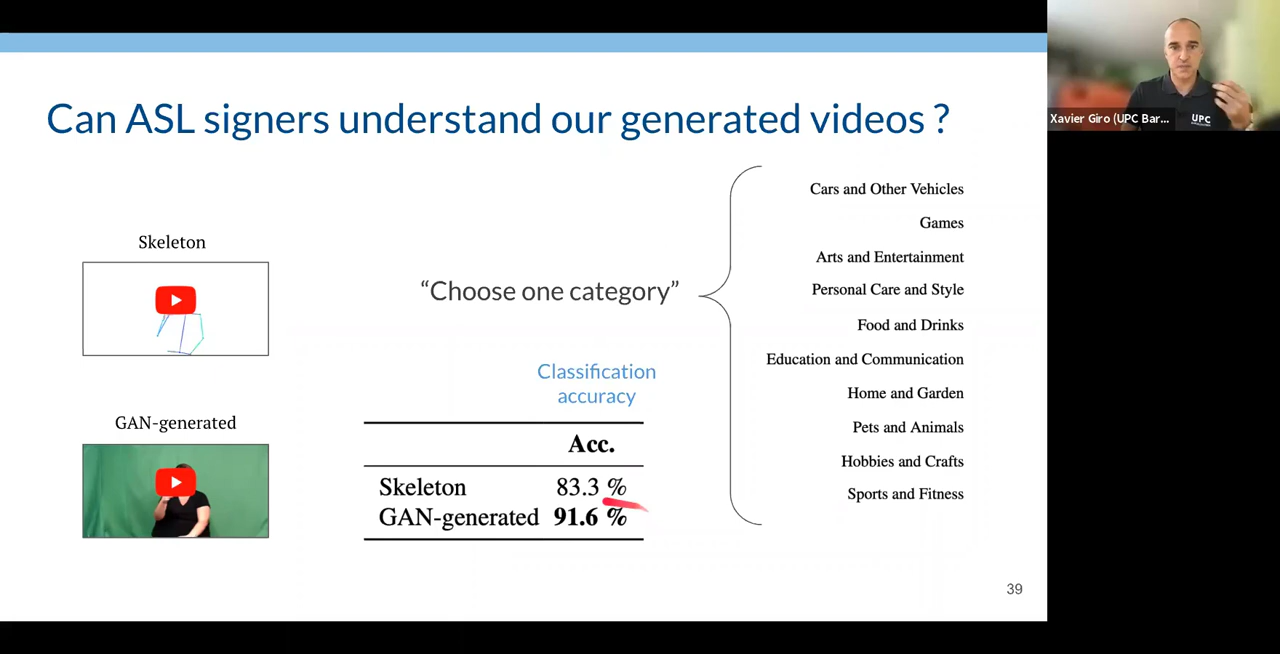 Can ASL signers understand our generated videos ?
Skeleton
GAN-generated
“Choose one category”
Classification
accuracy
Acc.
Skeleton 83.3 %
GAN-generated 91.6 %
Cars and Other Vehicles
Games
Arts and Entertainment
Personal Care and Style
Food and Drinks
Education and Communication
Home and Garden
Pets and Animals
Hobbies and Crafts
Sports and Fitness
39
Xavier Giro (UPC Bar...
UPC